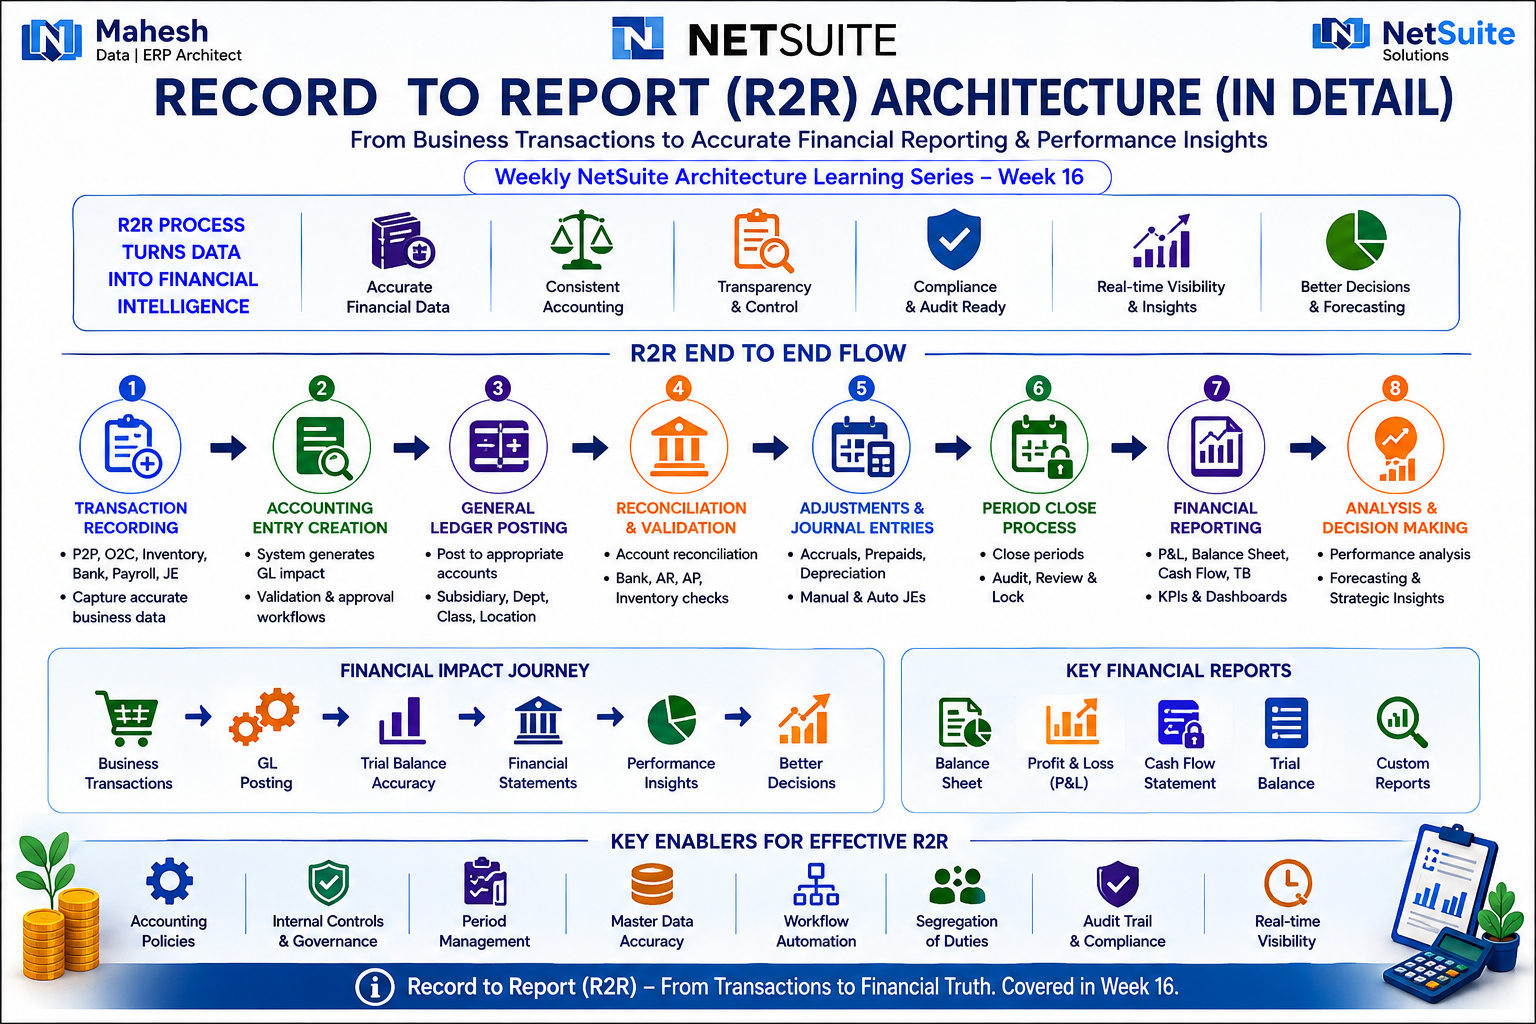 Mahesh
Data | ERP Architect
NETSUITE
NetSuite
Solutions
RECORD TO REPORT (R2R) ARCHITECTURE (IN DETAIL)
From Business Transactions to Accurate Financial Reporting & Performance Insights
Weekly NetSuite Architecture Learning Series – Week 16
R2R PROCESS
TURNS DATA
INTO FINANCIAL
INTELLIGENCE
Accurate
Financial Data
Consistent
Accounting
Transparency
& Control
Compliance
& Audit Ready
Real-time Visibility
& Insights
Better Decisions
& Forecasting
R2R END TO END FLOW
1
TRANSACTION
RECORDING
• P2P, O2C, Inventory,
Bank, Payroll, JE
• Capture accurate
business data
2
ACCOUNTING
ENTRY CREATION
• System generates
GL impact
• Validation & approval
workflows
3
GENERAL
LEDGER POSTING
• Post to appropriate
accounts
• Subsidiary, Dept,
Class, Location
4
RECONCILIATION
& VALIDATION
• Account reconciliation
• Bank, AR, AP,
Inventory checks
5
ADJUSTMENTS &
JOURNAL ENTRIES
• Accruals, Prepaids,
Depreciation
• Manual & Auto JEs
6
PERIOD CLOSE
PROCESS
• Close periods
• Audit, Review &
Lock
7
FINANCIAL
REPORTING
• P&L, Balance Sheet,
Cash Flow, TB
• KPIs & Dashboards
8
ANALYSIS &
DECISION MAKING
• Performance analysis
• Forecasting &
Strategic Insights
FINANCIAL IMPACT JOURNEY
Business
Transactions
GL
Posting
Trial Balance
Accuracy
Financial
Statements
Performance
Insights
Better
Decisions
KEY FINANCIAL REPORTS
Balance
Sheet
Profit & Loss
(P&L)
Cash Flow
Statement
Trial
Balance
Custom
Reports
KEY ENABLERS FOR EFFECTIVE R2R
Accounting
Policies
Internal Controls
& Governance
Period
Management
Master Data
Accuracy
Workflow
Automation
Segregation
of Duties
Audit Trail
& Compliance
Real-time
Visibility
Record to Report (R2R) – From Transactions to Financial Truth. Covered in Week 16.